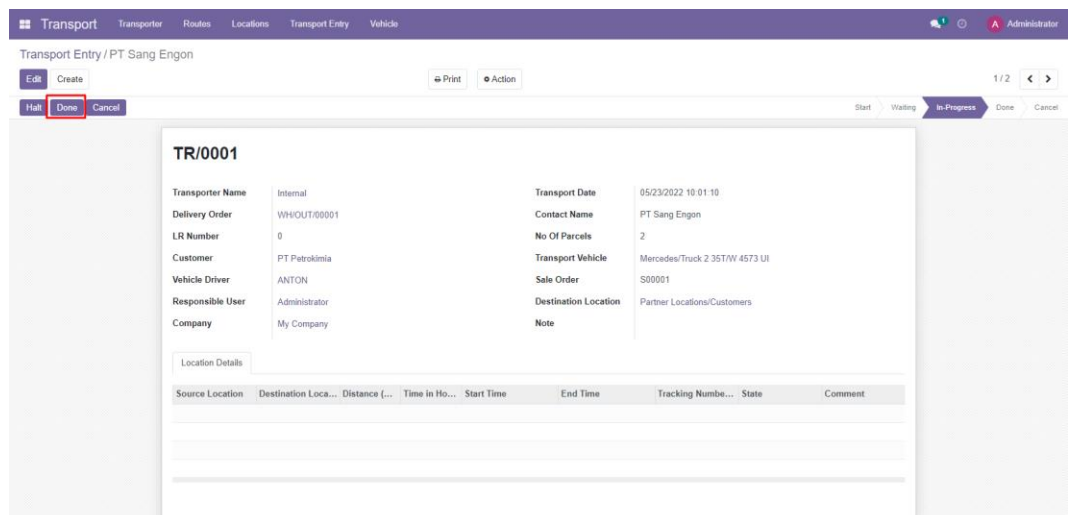 Transport Transporter Routes Locations Transport Entry Vehicle 1 A Administrator
Transport Entry / PT Sang Engon
Edit Create Print Action 1 / 2
Halt Done Cancel Start Waiting In-Progress Done Cancel
TR/0001
Transporter Name Internal Transport Date 05/23/2022 10:01:10
Delivery Order WH/OUT/00001 Contact Name PT Sang Engon
LR Number 0 No Of Parcels 2
Customer PT Petrokimia Transport Vehicle Mercedes/Truck 2 35T/W 4573 UI
Vehicle Driver ANTON Sale Order S00001
Responsible User Administrator Destination Location Partner Locations/Customers
Company My Company Note
Location Details
Source Location Destination Loca... Distance (... Time in Ho... Start Time End Time Tracking Numbe... State Comment